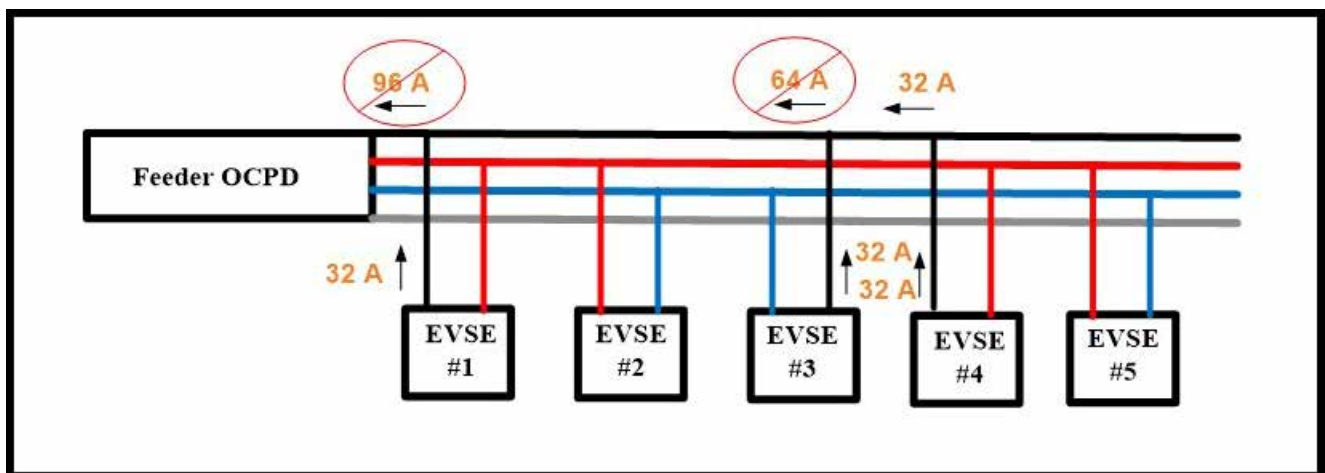 96 A
64 A
32 A
Feeder OCPD
32 A
32 A
32 A
EVSE
#1
EVSE
#2
EVSE
#3
EVSE
#4
EVSE
#5